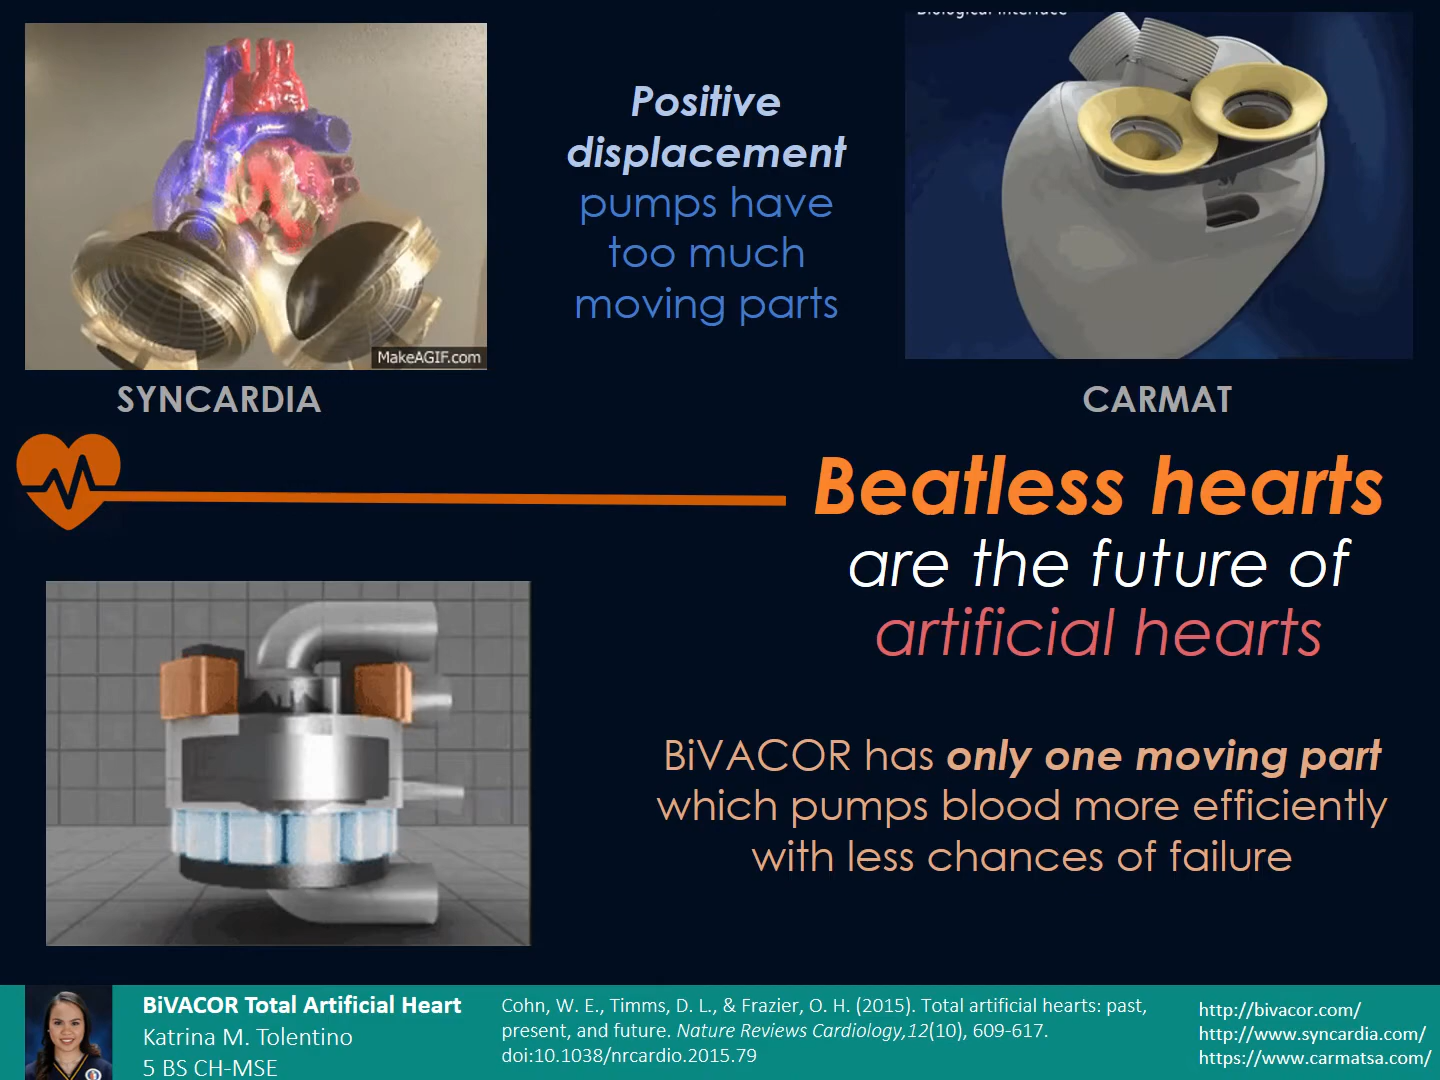 Biological Interface
Positive
displacement
pumps have
too much
moving parts
MakeAGIF.com
SYNCARDIA
CARMAT
Beatless hearts
are the future of
artificial hearts
BiVACOR has only one moving part
which pumps blood more efficiently
with less chances of failure
BiVACOR Total Artificial Heart
Katrina M. Tolentino
5 BS CH-MSE
Cohn, W. E., Timms, D. L., & Frazier, O. H. (2015). Total artificial hearts: past,
present, and future. Nature Reviews Cardiology,12(10), 609-617.
doi:10.1038/nrcardio.2015.79
http://bivacor.com/
http://www.syncardia.com/
https://www.carmatsa.com/